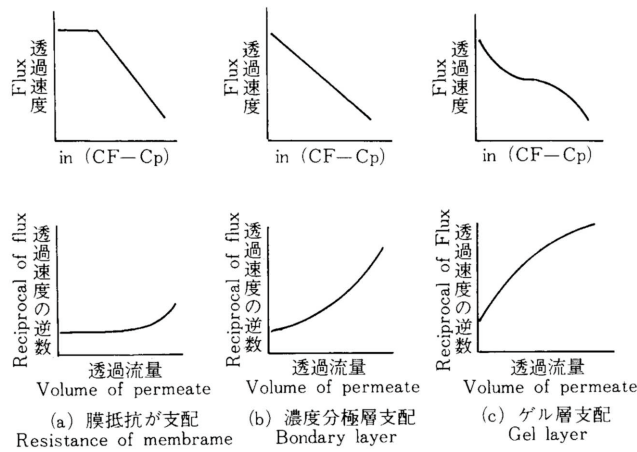 Flux
透過速度
in (CF−Cp)
Flux
透過速度
in (CF−Cp)
Flux
透過速度
in (CF−Cp)
Reciprocal of flux
透過速度の逆数
透過流量
Volume of permeate
(a) 膜抵抗が支配
Resistance of membrame
Reciprocal of flux
透過速度の逆数
透過流量
Volume of permeate
(b) 濃度分極層支配
Bondary layer
Reciprocal of Flux
透過速度の逆数
透過流量
Volume of permeate
(c) ゲル層支配
Gel layer